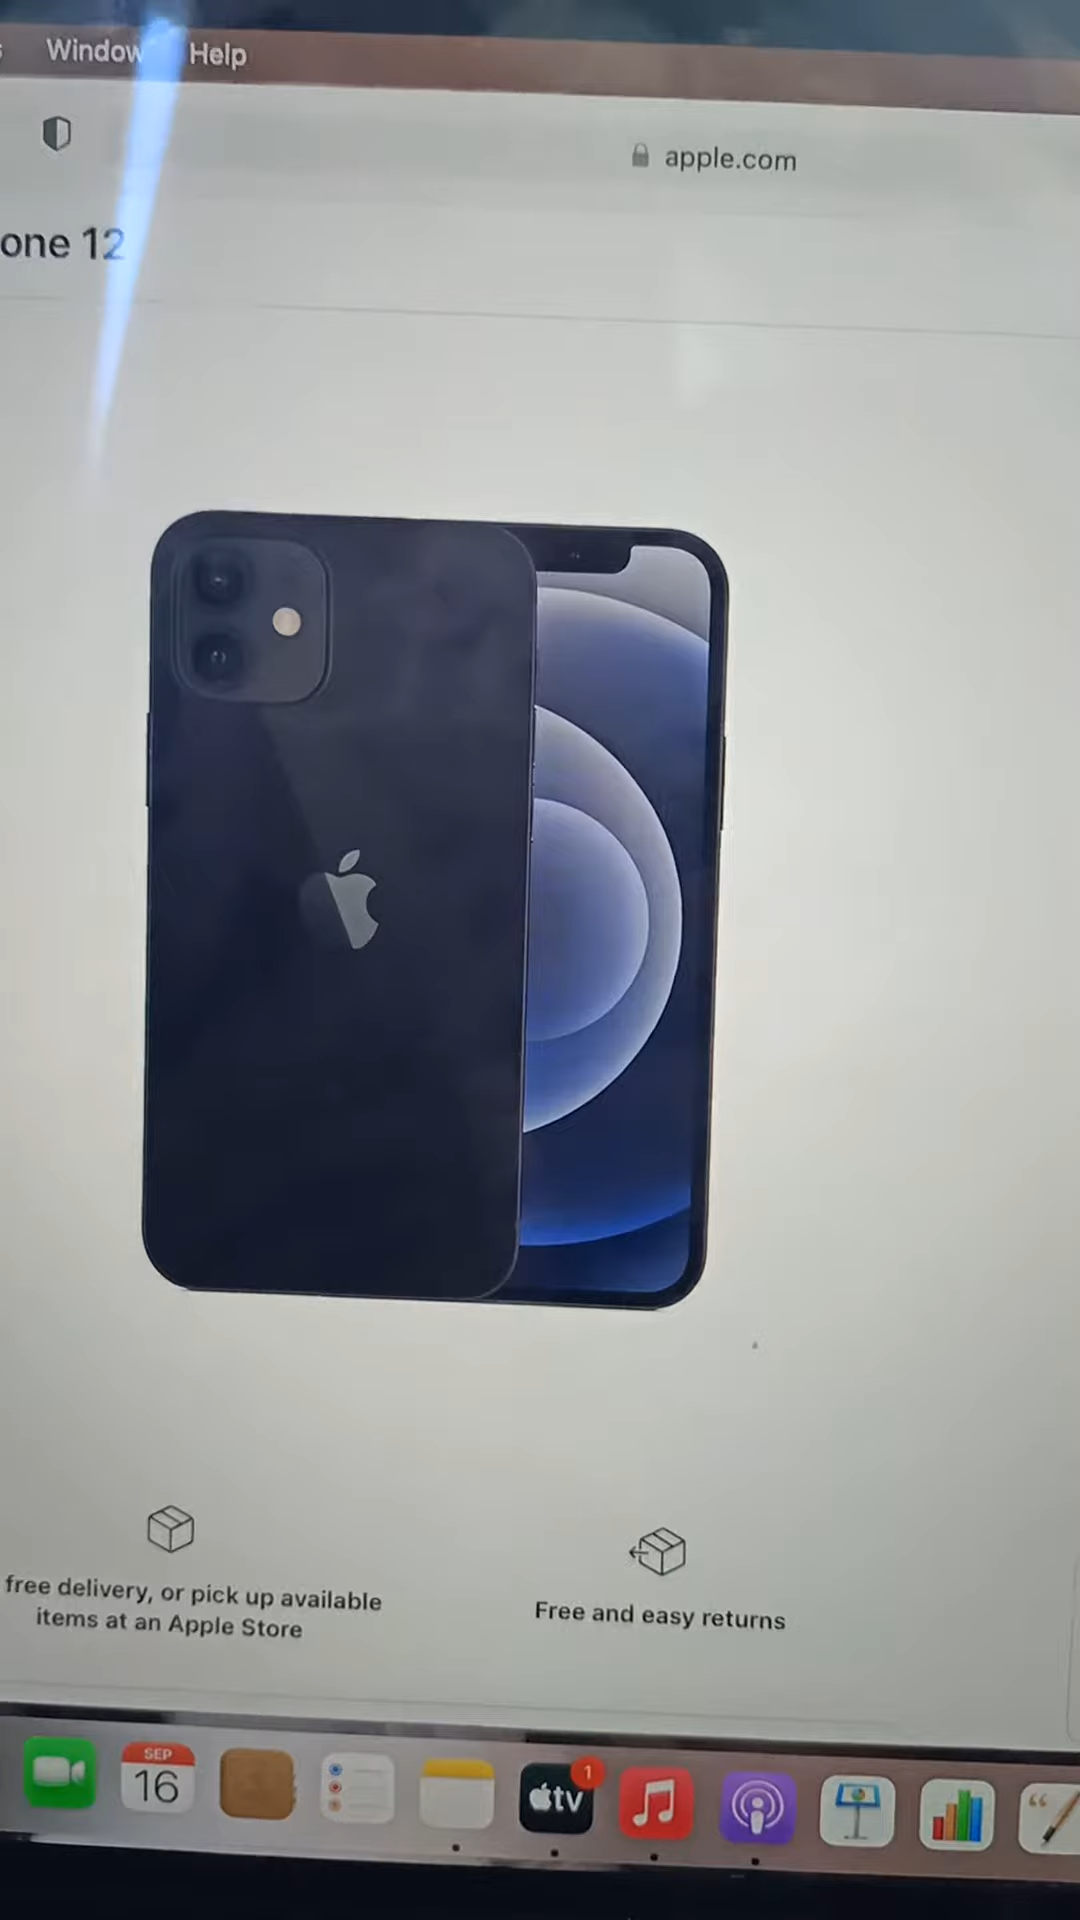 Window Help
apple.com
one 12
free delivery, or pick up available
items at an Apple Store
Free and easy returns
SEP
16
tv
1